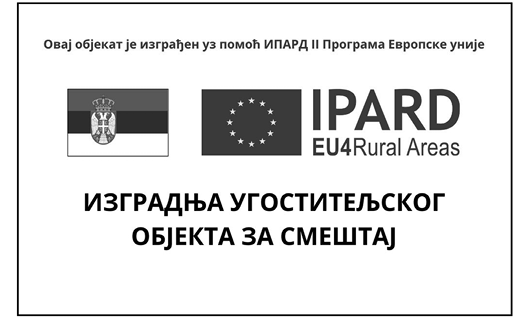 Овај објекат је изграђен уз помоћ ИПАРД II Програма Европске уније
IPARD
EU4Rural Areas
ИЗГРАДЊА УГОСТИТЕЉСКОГ
ОБЈЕКТА ЗА СМЕШТАЈ